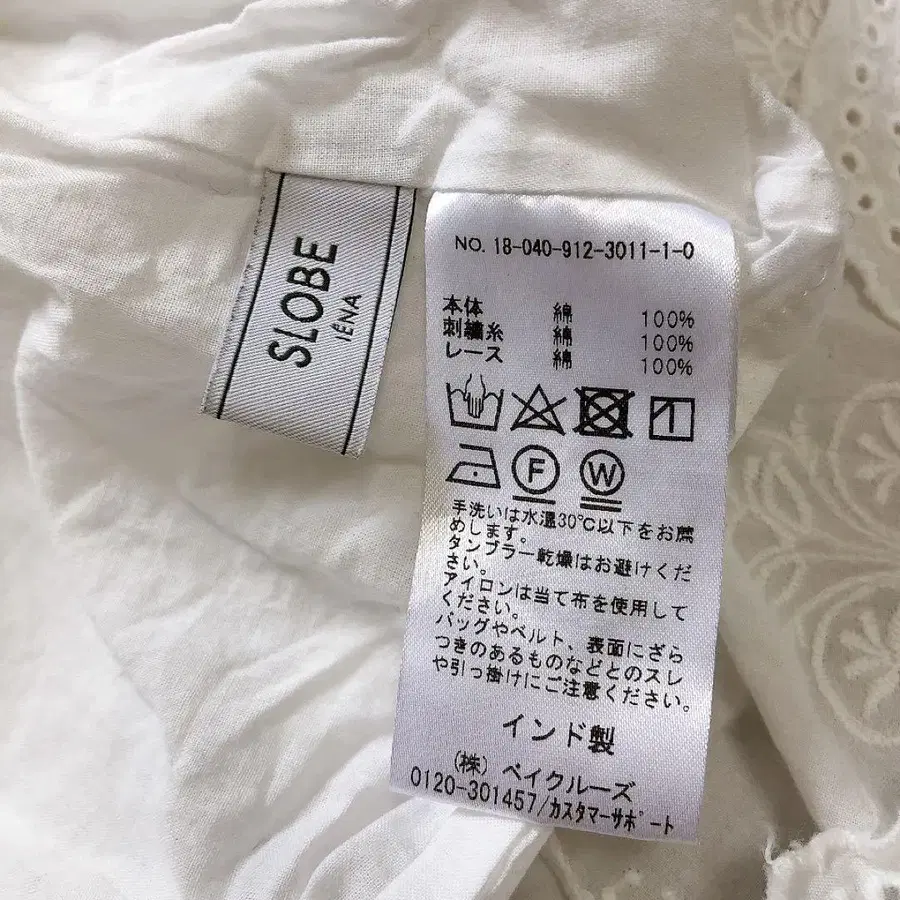 SLOBE
IÉNA
NO. 18-040-912-3011-1-0
本体 綿 100%
刺繍糸 綿 100%
レース 綿 100%
F W
手洗いは水温30℃以下をお薦
めします。
タンブラー乾燥はお避けくだ
さい。
アイロンは当て布を使用して
ください。
バッグやベルト、表面にざら
つきのあるものなどとのスレ
や引っ掛けにご注意ください。
インド製
(株) ベイクルーズ
0120-301457/カスタマーサポート